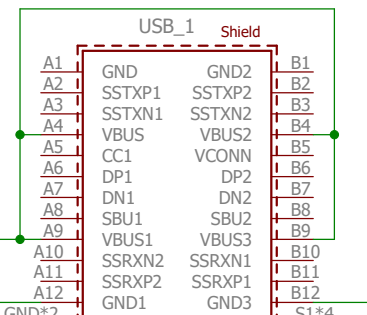 USB_1 Shield
A1 GND GND2 B1
A2 SSTXP1 SSTXP2 B2
A3 SSTXN1 SSTXN2 B3
A4 VBUS VBUS2 B4
A5 CC1 VCONN B5
A6 DP1 DP2 B6
A7 DN1 DN2 B7
A8 SBU1 SBU2 B8
A9 VBUS1 VBUS3 B9
A10 SSRXN2 SSRXN1 B10
A11 SSRXP2 SSRXP1 B11
A12 GND1 GND3 B12
GND*2 S1*4